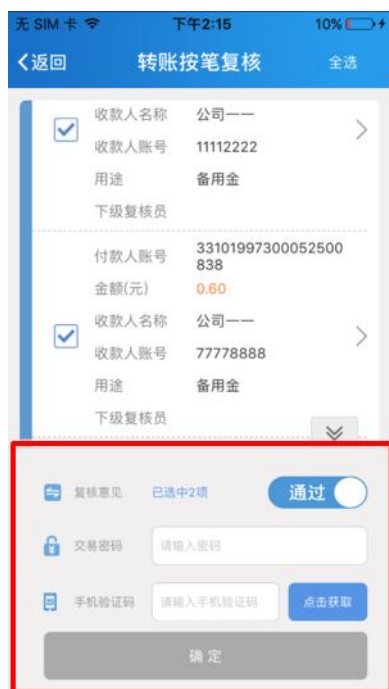 无 SIM 卡 下午2:15 10%
返回 转账按笔复核 全选
收款人名称 公司一一
收款人账号 11112222
用途 备用金
下级复核员
付款人账号 33101997300052500
838
金额(元) 0.60
收款人名称 公司一一
收款人账号 77778888
用途 备用金
下级复核员
复核意见 已选中2项 通过
交易密码 请输入密码
手机验证码 请输入手机验证码 点击获取
确 定